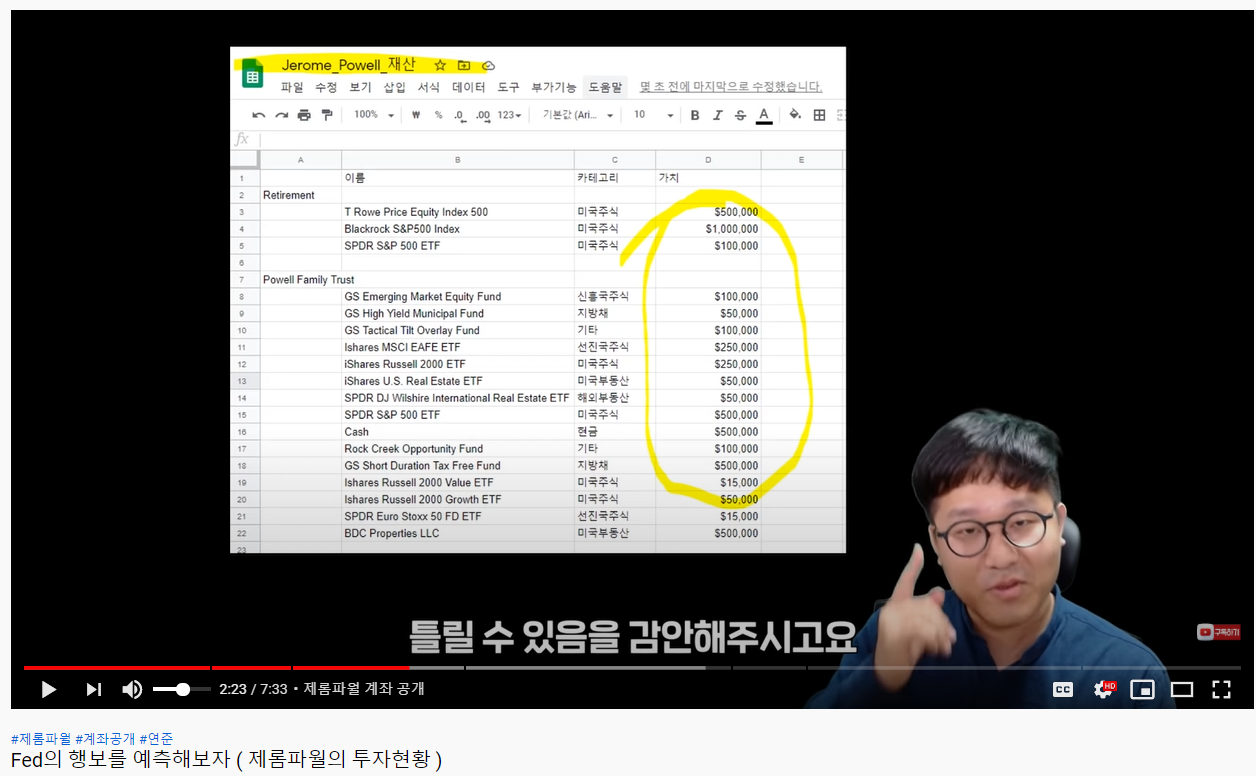 Jerome_Powell_재산
파일 수정 보기 삽입 서식 데이터 도구 부가기능 도움말 몇 초 전에 마지막으로 수정했습니다.
100% ₩ % .0 .00 123 기본값 (Ari... 10 B I S A
fx
A B C D E
1 이름 카테고리 가치
2 Retirement
3 T Rowe Price Equity Index 500 미국주식 $500,000
4 Blackrock S&P500 Index 미국주식 $1,000,000
5 SPDR S&P 500 ETF 미국주식 $100,000
6
7 Powell Family Trust
8 GS Emerging Market Equity Fund 신흥국주식 $100,000
9 GS High Yield Municipal Fund 지방채 $50,000
10 GS Tactical Tilt Overlay Fund 기타 $100,000
11 Ishares MSCI EAFE ETF 선진국주식 $250,000
12 iShares Russell 2000 ETF 미국주식 $250,000
13 iShares U.S. Real Estate ETF 미국부동산 $50,000
14 SPDR DJ Wilshire International Real Estate ETF 해외부동산 $50,000
15 SPDR S&P 500 ETF 미국주식 $500,000
16 Cash 현금 $500,000
17 Rock Creek Opportunity Fund 기타 $100,000
18 GS Short Duration Tax Free Fund 지방채 $500,000
19 Ishares Russell 2000 Value ETF 미국주식 $15,000
20 Ishares Russell 2000 Growth ETF 미국주식 $50,000
21 SPDR Euro Stoxx 50 FD ETF 선진국주식 $15,000
22 BDC Properties LLC 미국부동산 $500,000
23
틀릴 수 있음을 감안해주시고요
구독하기
2:23 / 7:33 • 제롬파월 계좌 공개
CC HD
#제롬파월 #계좌공개 #연준
Fed의 행보를 예측해보자 ( 제롬파월의 투자현황 )